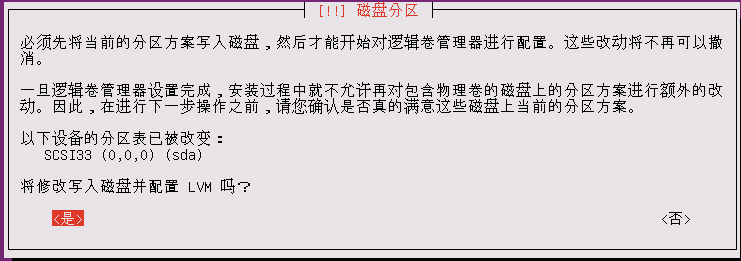 [!!] 磁盘分区
必须先将当前的分区方案写入磁盘,然后才能开始对逻辑卷管理器进行配置。这些改动将不再可以撤
消。
一旦逻辑卷管理器设置完成,安装过程中就不允许再对包含物理卷的磁盘上的分区方案进行额外的改
动。因此,在进行下一步操作之前,请您确认是否真的满意这些磁盘上当前的分区方案。
以下设备的分区表已被改变:
SCSI33 (0,0,0) (sda)
将修改写入磁盘并配置 LVM 吗?
<是> <否>